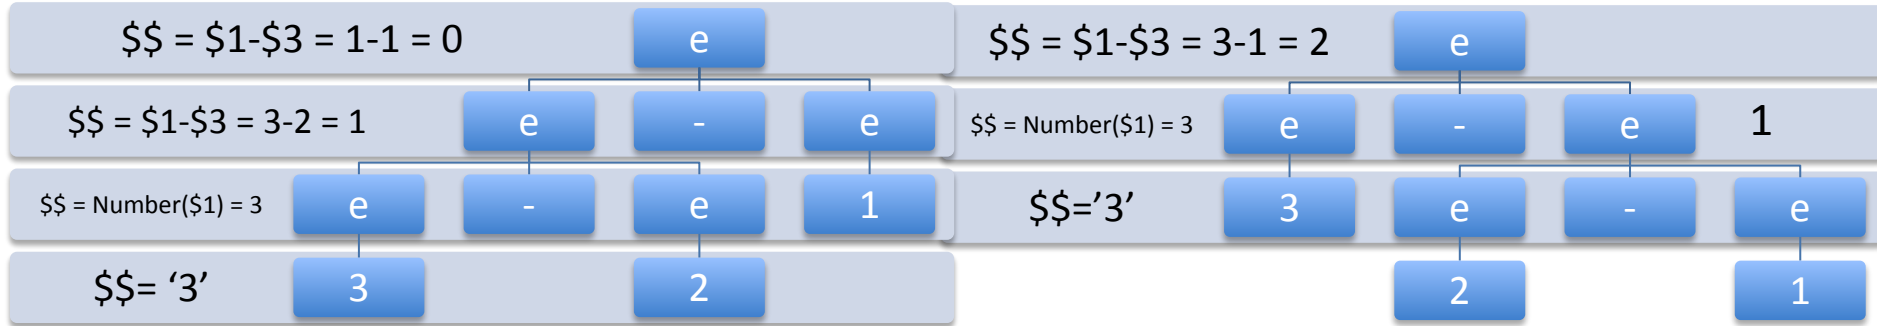 $$ = $1-$3 = 1-1 = 0 e
$$ = $1-$3 = 3-2 = 1 e - e
$$ = Number($1) = 3 e - e 1
$$= ‘3’ 3 2
$$ = $1-$3 = 3-1 = 2 e
$$ = Number($1) = 3 e - e 1
$$=’3’ 3 e - e
2 1